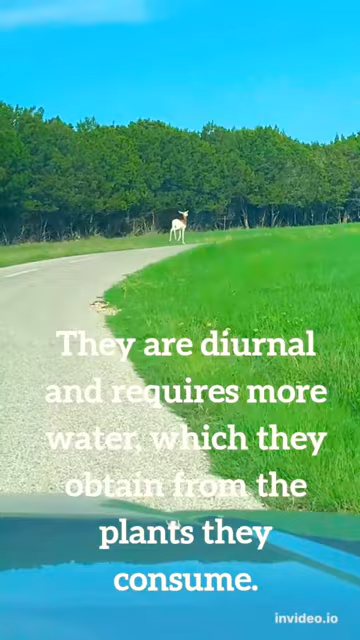 They are diurnal
and requires more
water, which they
obtain from the
plants they
consume.
invideo.io